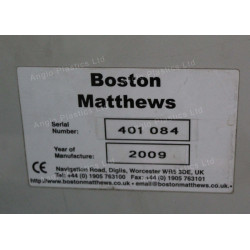 Boston
Matthews
Serial
Number: 401 084
Year of
Manufacture: 2009
CE Navigation Road, Diglis, Worcester WR5 3DE, UK
Tel: +44 (0) 1905 763100 Fax: +44 (0) 1905 763101
http://www.bostonmatthews.co.uk - email@bostonmatthews.co.uk